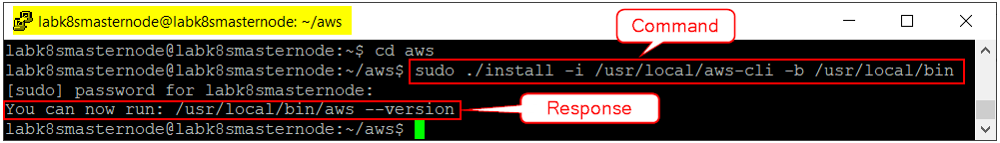 labk8smasternode@labk8smasternode: ~/aws
Command
labk8smasternode@labk8smasternode:~$ cd aws
labk8smasternode@labk8smasternode:~/aws$ sudo ./install -i /usr/local/aws-cli -b /usr/local/bin
[sudo] password for labk8smasternode:
You can now run: /usr/local/bin/aws --version
Response
labk8smasternode@labk8smasternode:~/aws$